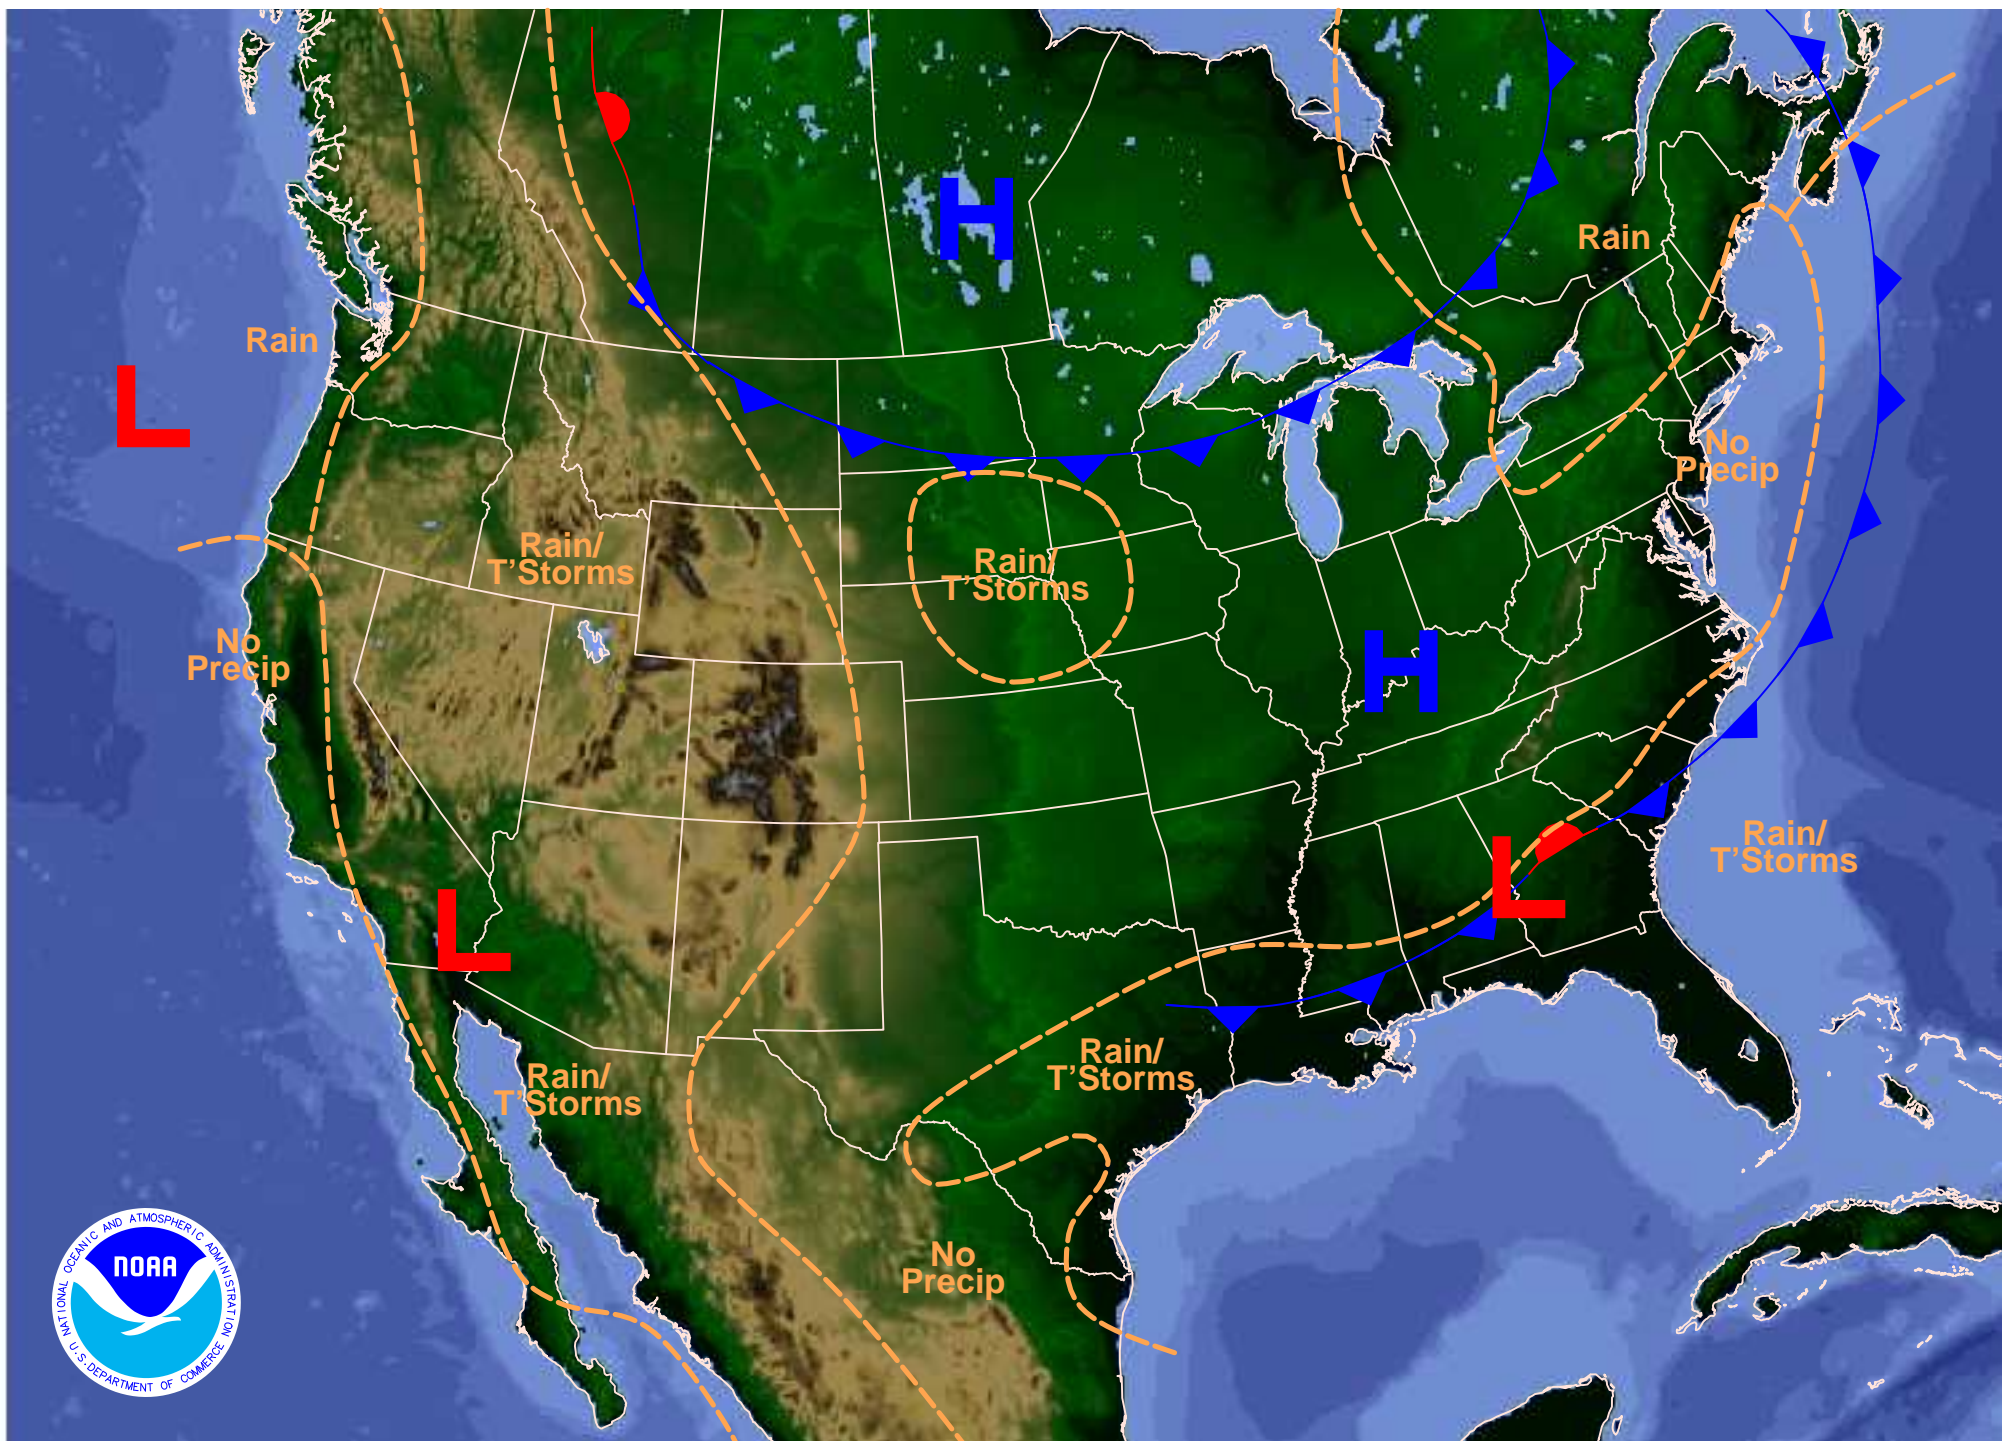 H
Rain
Rain
L
No
Precip
Rain/
T'Storms
Rain/
T'Storms
No
Precip
H
Rain/
T'Storms
L
L
Rain/
T'Storms
Rain/
T'Storms
No
Precip
NATIONAL OCEANIC AND ATMOSPHERIC ADMINISTRATION
NOAA
U.S. DEPARTMENT OF COMMERCE